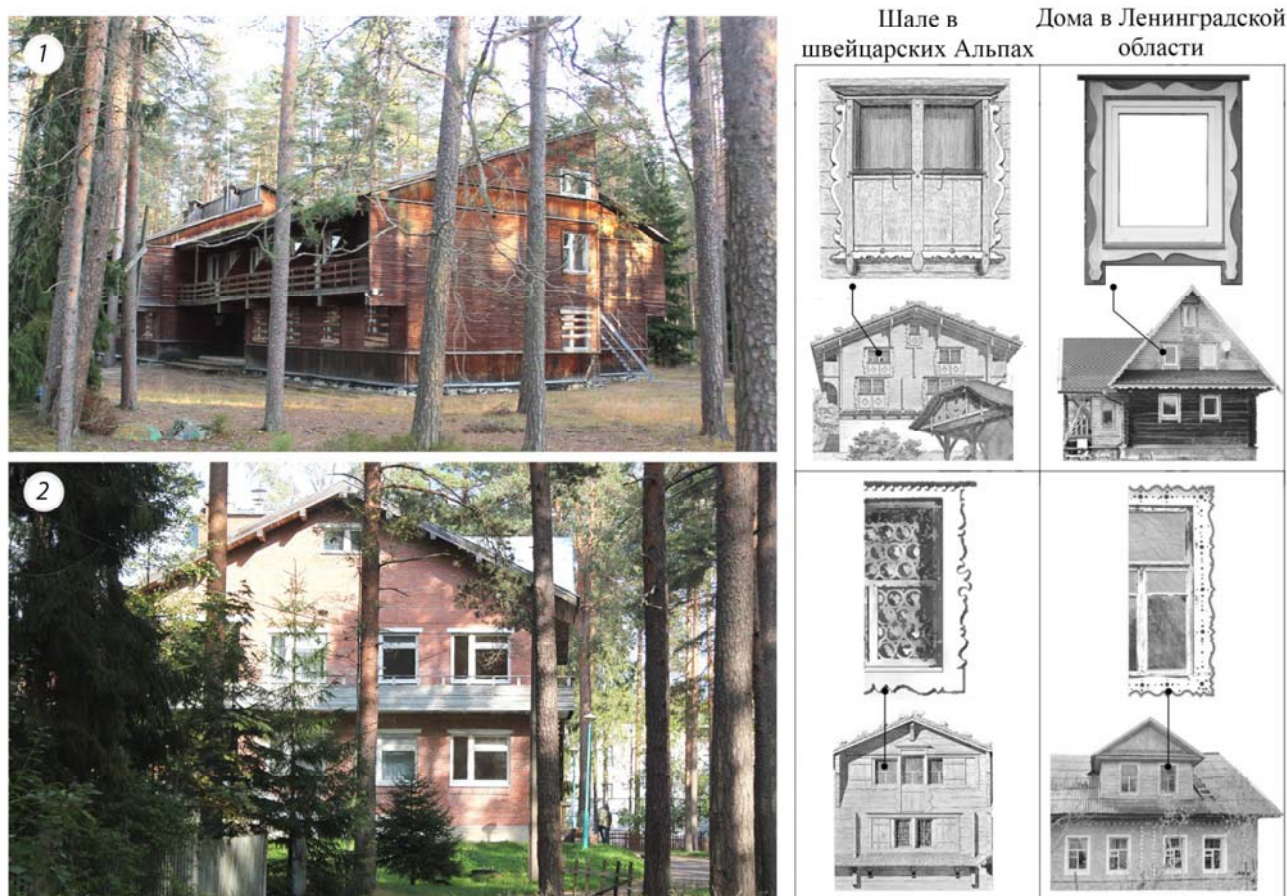 1
2
Шале в
швейцарских Альпах
Дома в Ленинградской
области